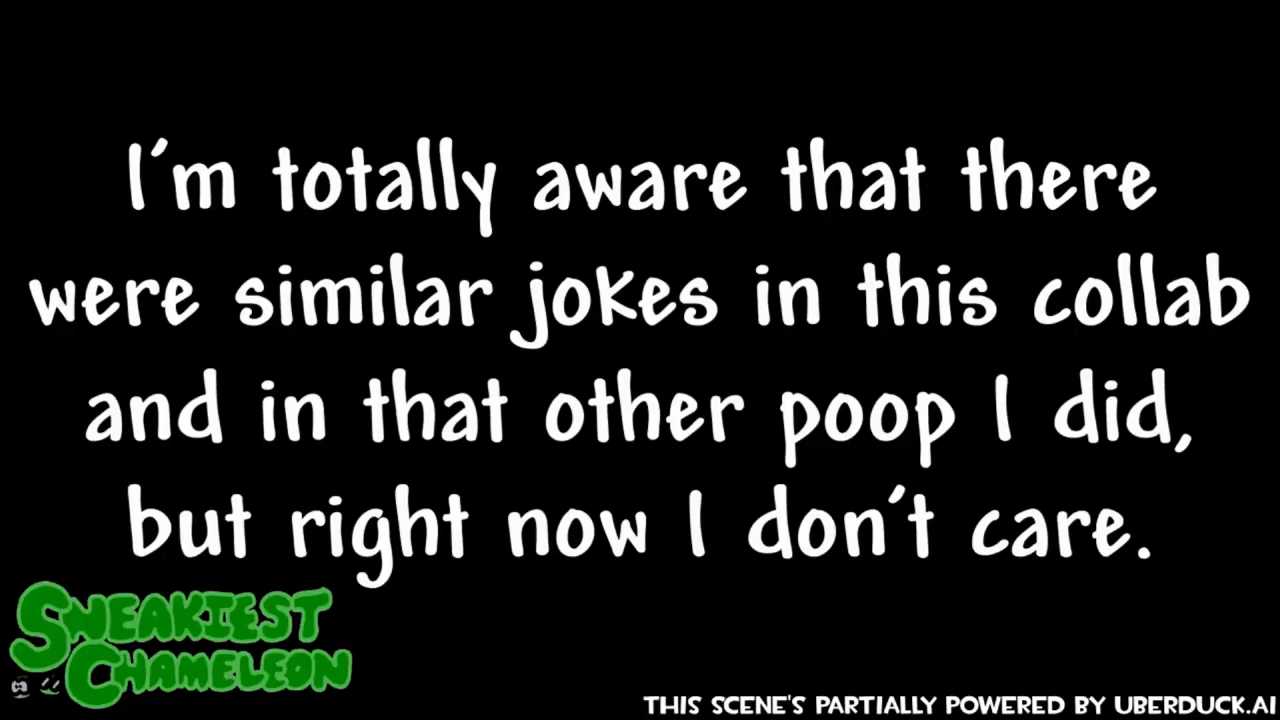 I'm totally aware that there
were similar jokes in this collab
and in that other poop I did,
but right now I don't care.
SNEAKIEST
CHAMELEON
THIS SCENE'S PARTIALLY POWERED BY UBERDUCK.AI